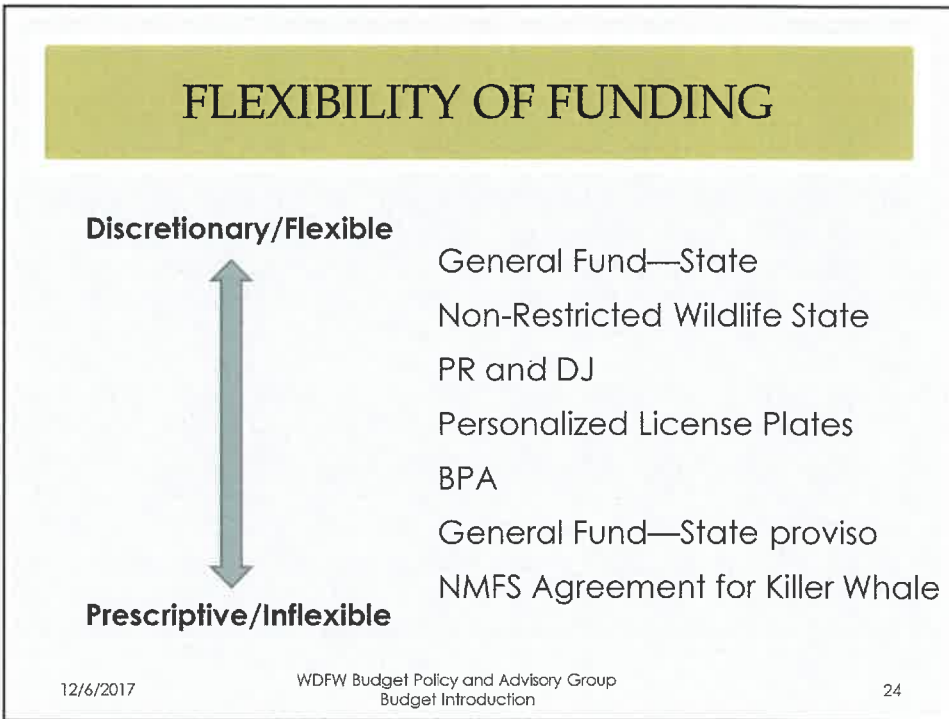 FLEXIBILITY OF FUNDING
Discretionary/Flexible
General Fund—State
Non-Restricted Wildlife State
PR and DJ
Personalized License Plates
BPA
General Fund—State proviso
NMFS Agreement for Killer Whale
Prescriptive/Inflexible
12/6/2017
WDFW Budget Policy and Advisory Group
Budget Introduction
24